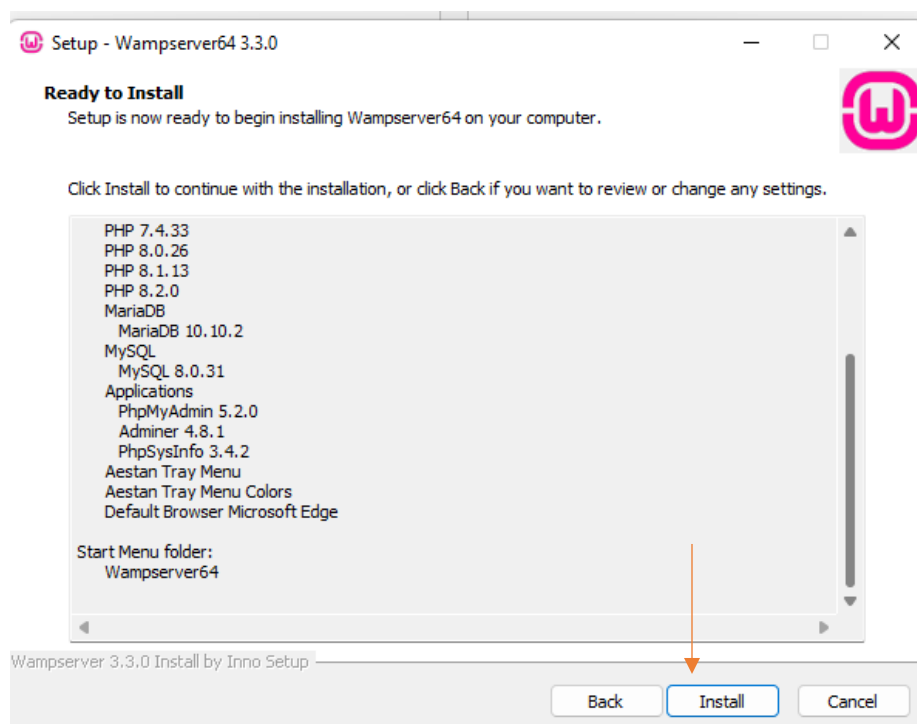 Setup - Wampserver64 3.3.0
Ready to Install
Setup is now ready to begin installing Wampserver64 on your computer.
Click Install to continue with the installation, or click Back if you want to review or change any settings.
PHP 7.4.33
PHP 8.0.26
PHP 8.1.13
PHP 8.2.0
MariaDB
MariaDB 10.10.2
MySQL
MySQL 8.0.31
Applications
PhpMyAdmin 5.2.0
Adminer 4.8.1
PhpSysInfo 3.4.2
Aestan Tray Menu
Aestan Tray Menu Colors
Default Browser Microsoft Edge
Start Menu folder:
Wampserver64
Wampserver 3.3.0 Install by Inno Setup
Back Install Cancel